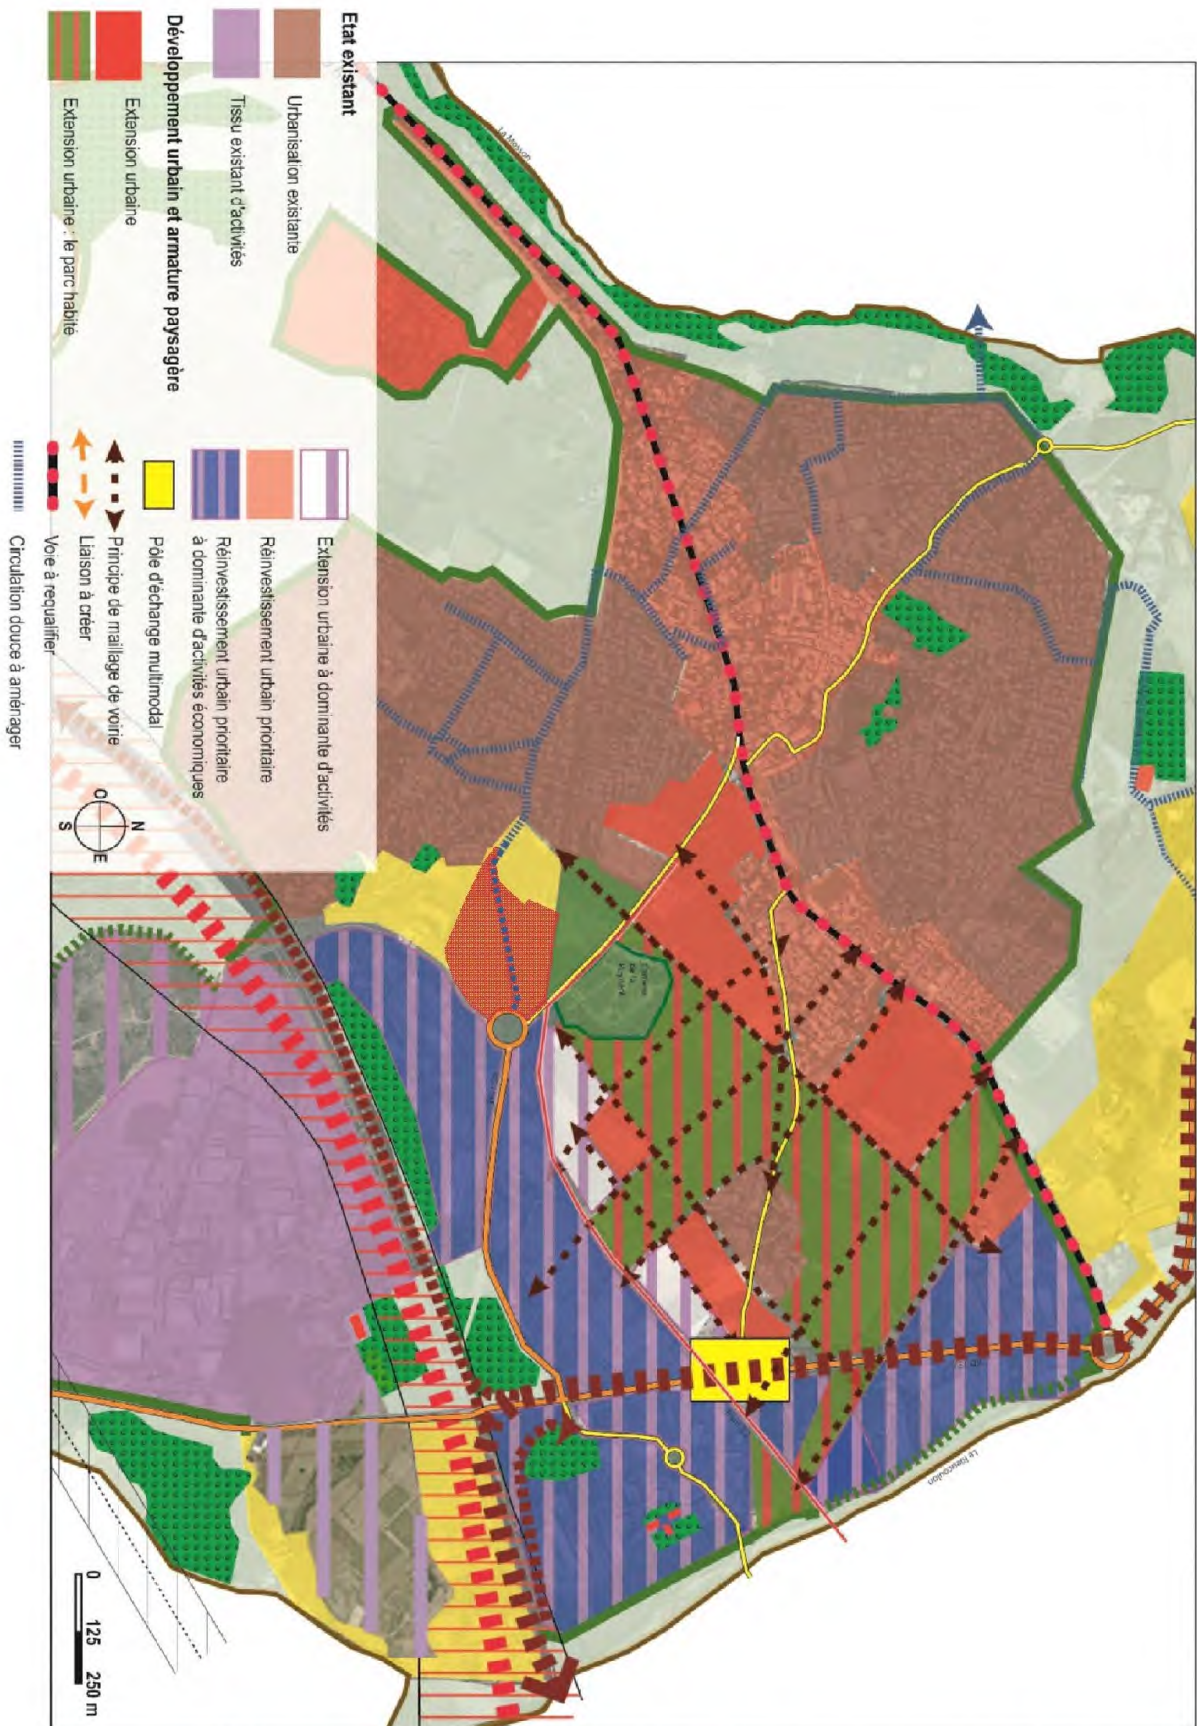 Etat existant
Urbanisation existante
Tissu existant d'activités
Développement urbain et armature paysagère
Extension urbaine
Extension urbaine : le parc habité
Extension urbaine à dominante d'activités
Réinvestissement urbain prioritaire
Réinvestissement urbain prioritaire
à dominante d'activités économiques
Pôle d'échange multimodal
Principe de maillage de voirie
Liaison à créer
Voie à requalifier
Circulation douce à aménager
N
O
E
S
La Mosson
0 125 250 m